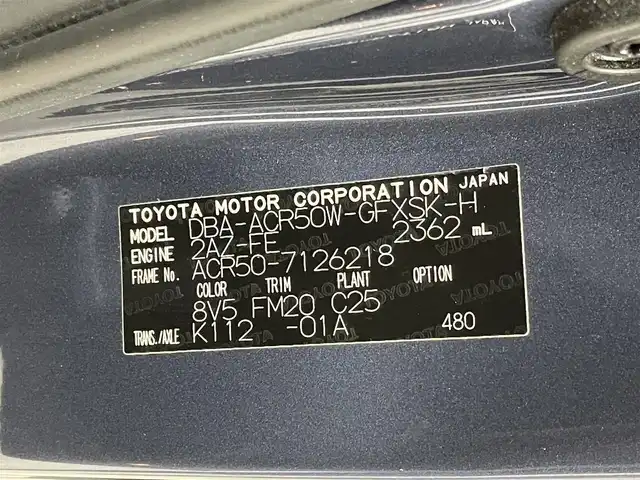 TOYOTA MOTOR CORPORATION JAPAN
MODEL DBA-ACR50W-GFXSK-H
ENGINE 2AZ-FE 2362 mL
FRAME No. ACR50-7126218
COLOR TRIM PLANT OPTION
8V5 FM20 C25
TRANS./AXLE K112 -01A 480